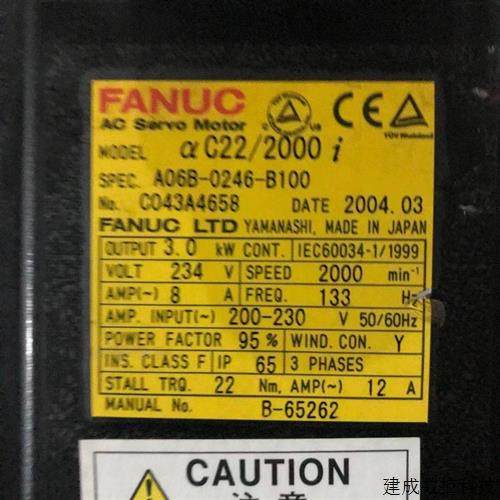 FANUC
AC Servo Motor
MODEL αC22/2000i
SPEC. A06B-0246-B100
No. C043A4658 DATE 2004.03
FANUC LTD YAMANASHI, MADE IN JAPAN
OUTPUT 3.0 kW CONT. IEC60034-1/1999
VOLT 234 V SPEED 2000 min⁻¹
AMP(~) 8 A FREQ. 133 Hz
AMP. INPUT(~) 200-230 V 50/60Hz
POWER FACTOR 95% WIND. CON. Y
INS. CLASS F IP 65 3 PHASES
STALL TRQ. 22 Nm, AMP(~) 12 A
MANUAL No. B-65262
CAUTION
注意